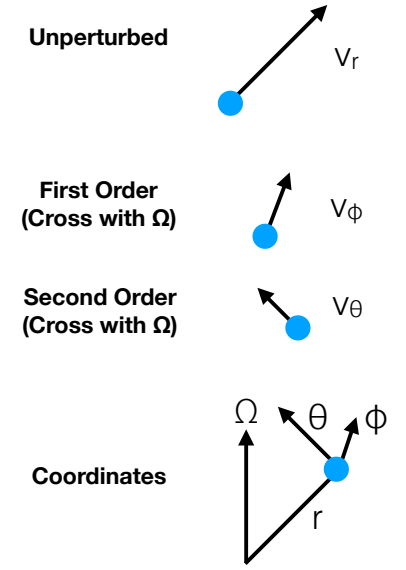 Unperturbed
Vr
First Order
(Cross with Ω)
Vϕ
Second Order
(Cross with Ω)
Vθ
Ω
θ
ϕ
Coordinates
r